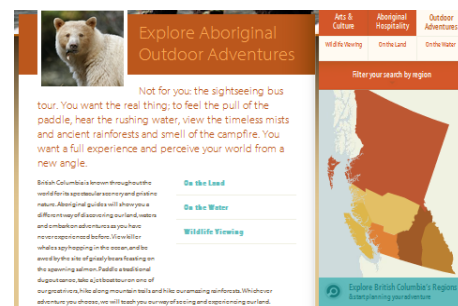 Explore Aboriginal
Outdoor Adventures
Not for you: the sightseeing bus
tour. You want the real thing; to feel the pull of the
paddle, hear the rushing water, view the timeless mists
and ancient rainforests and smell of the campfire. You
want a full experience and perceive your world from a
new angle.
British Columbia is known throughout the
world for its spectacular scenery and pristine
nature. Aboriginal guides will show you a
different way of discovering our land, waters
and embark on adventures as you have
never experienced before. View killer
whales spy hopping in the ocean, and be
awed by the site of grizzly bears feasting on
the spawning salmon. Paddle a traditional
dugout canoe, take a jet boat tour on one of
our great rivers, hike along mountain trails and hike our amazing rainforests. Whichever
adventure you choose, we will teach you our way of seeing and experiencing our land.
On the Land
On the Water
Wildlife Viewing
Arts &
Culture
Aboriginal
Hospitality
Outdoor
Adventures
Wildlife Viewing
On the Land
On the Water
Filter your search by region
Explore British Columbia's Regions
& start planning your adventure